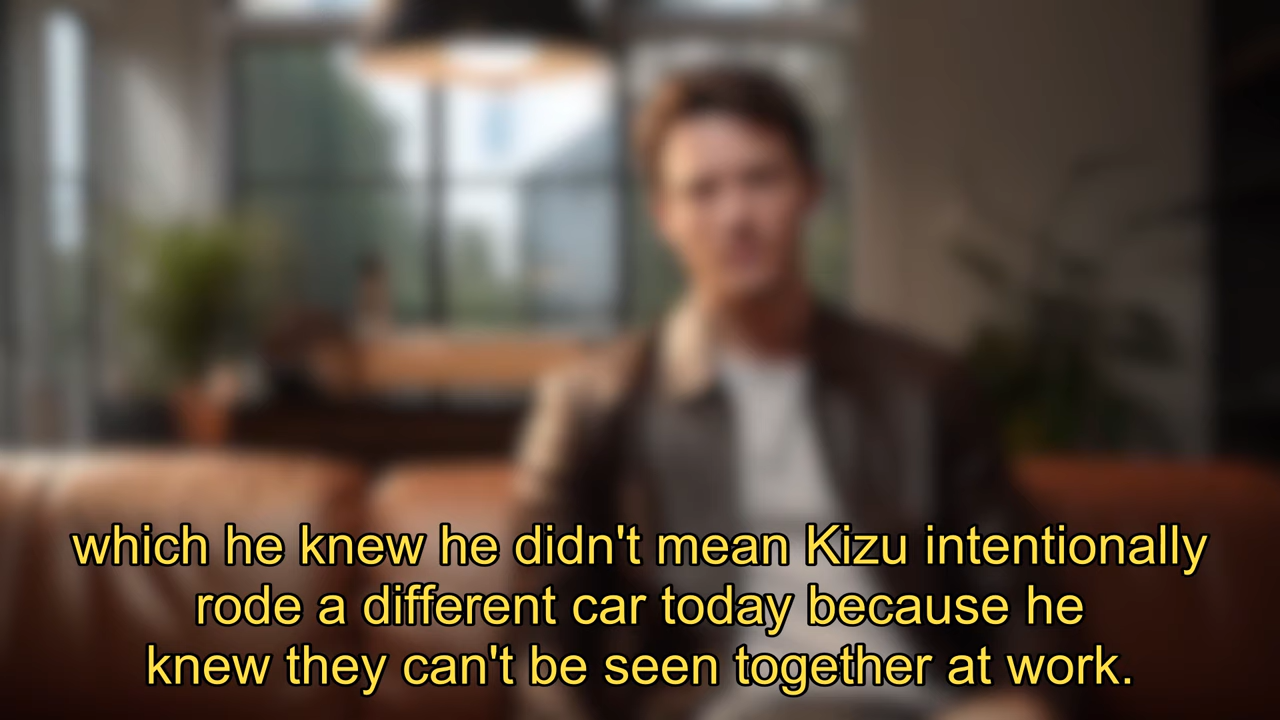 which he knew he didn't mean Kizu intentionally
rode a different car today because he
knew they can't be seen together at work.